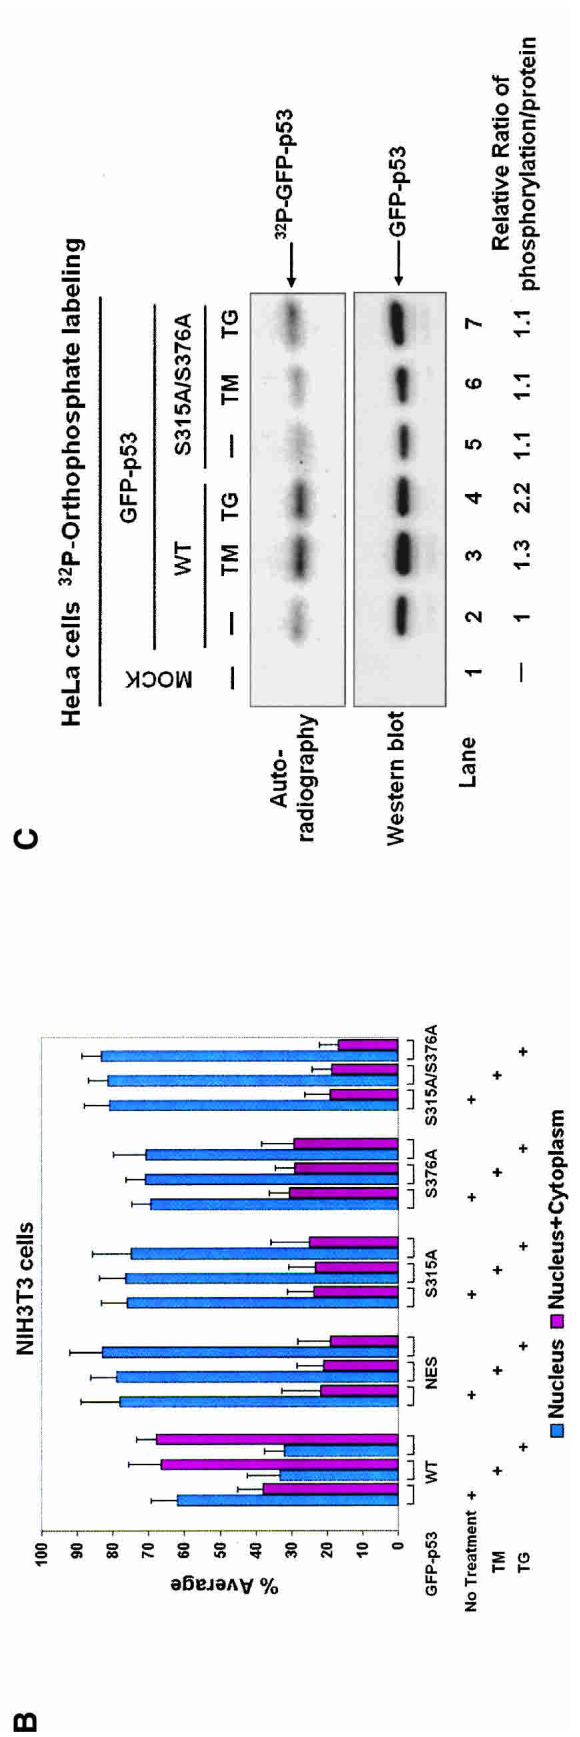 B
NIH3T3 cells
% Average
100
90
80
70
60
50
40
30
20
10
0
GFP-p53 WT NES S315A S376A S315A/S376A
No Treatment + + + + +
TM + + + + +
TG + + + + +
Nucleus Nucleus+Cytoplasm
C
HeLa cells 32P-Orthophosphate labeling
GFP-p53
MOCK WT S315A/S376A
— — TM TG — TM TG
Auto-
radiography
32P-GFP-p53
Western blot
GFP-p53
Lane 1 2 3 4 5 6 7
Relative Ratio of
phosphorylation/protein
— 1 1.3 2.2 1.1 1.1 1.1